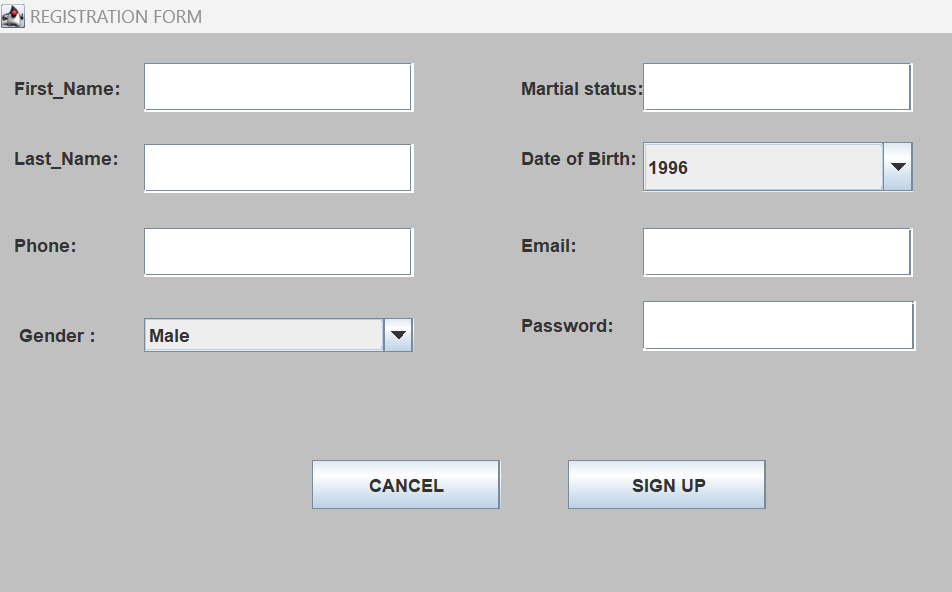 REGISTRATION FORM
First_Name:
Martial status:
Last_Name:
Date of Birth:
1996
Phone:
Email:
Gender :
Male
Password:
CANCEL
SIGN UP